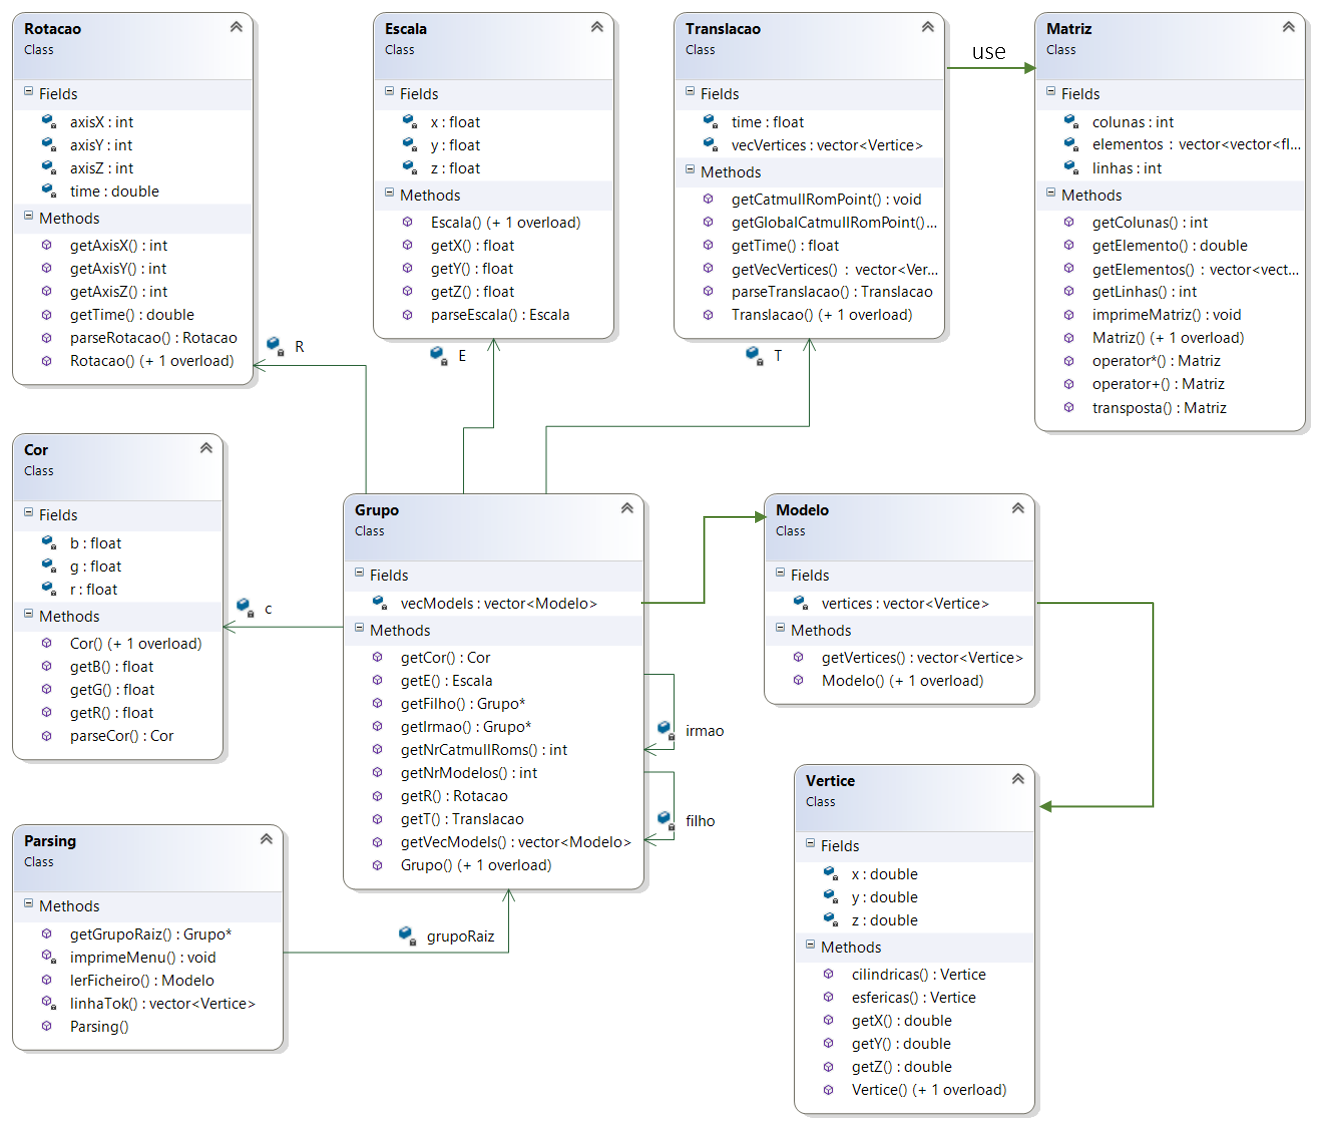 Rotacao
Class
Fields
axisX : int
axisY : int
axisZ : int
time : double
Methods
getAxisX() : int
getAxisY() : int
getAxisZ() : int
getTime() : double
parseRotacao() : Rotacao
Rotacao() (+ 1 overload)
R
Escala
Class
Fields
x : float
y : float
z : float
Methods
Escala() (+ 1 overload)
getX() : float
getY() : float
getZ() : float
parseEscala() : Escala
E
Translacao
Class
Fields
time : float
vecVertices : vector<Vertice>
Methods
getCatmullRomPoint() : void
getGlobalCatmullRomPoint()...
getTime() : float
getVecVertices() : vector<Ver...
parseTranslacao() : Translacao
Translacao() (+ 1 overload)
T
use
Matriz
Class
Fields
colunas : int
elementos : vector<vector<fl...
linhas : int
Methods
getColunas() : int
getElemento() : double
getElementos() : vector<vect...
getLinhas() : int
imprimeMatriz() : void
Matriz() (+ 1 overload)
operator*() : Matriz
operator+() : Matriz
transposta() : Matriz
Cor
Class
Fields
b : float
g : float
r : float
Methods
Cor() (+ 1 overload)
getB() : float
getG() : float
getR() : float
parseCor() : Cor
c
Grupo
Class
Fields
vecModels : vector<Modelo>
Methods
getCor() : Cor
getE() : Escala
getFilho() : Grupo*
getIrmao() : Grupo*
getNrCatmullRoms() : int
getNrModelos() : int
getR() : Rotacao
getT() : Translacao
getVecModels() : vector<Modelo>
Grupo() (+ 1 overload)
irmao
filho
Modelo
Class
Fields
vertices : vector<Vertice>
Methods
getVertices() : vector<Vertice>
Modelo() (+ 1 overload)
Parsing
Class
Methods
getGrupoRaiz() : Grupo*
imprimeMenu() : void
lerFicheiro() : Modelo
linhaTok() : vector<Vertice>
Parsing()
grupoRaiz
Vertice
Class
Fields
x : double
y : double
z : double
Methods
cilindricas() : Vertice
esfericas() : Vertice
getX() : double
getY() : double
getZ() : double
Vertice() (+ 1 overload)